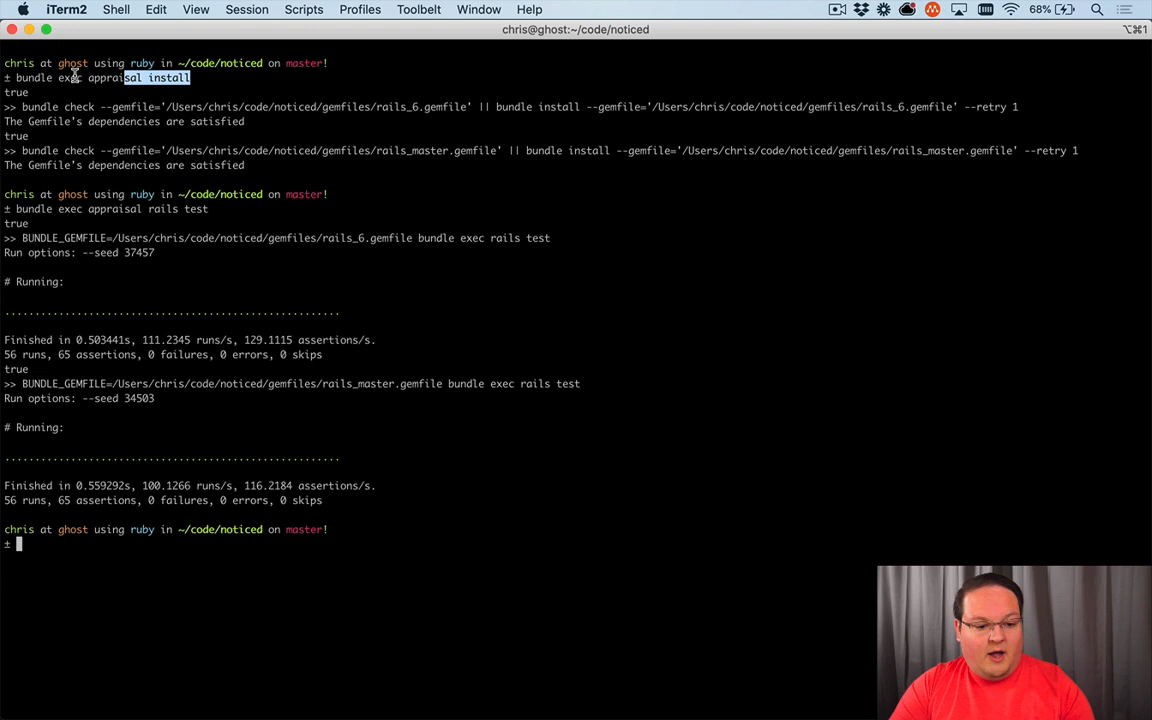 iTerm2 Shell Edit View Session Scripts Profiles Toolbelt Window Help 68%
chris@ghost:~/code/noticed ⌥⌘1
chris at ghost using ruby in ~/code/noticed on master!
± bundle exec appraisal install
true
>> bundle check --gemfile='/Users/chris/code/noticed/gemfiles/rails_6.gemfile' || bundle install --gemfile='/Users/chris/code/noticed/gemfiles/rails_6.gemfile' --retry 1
The Gemfile's dependencies are satisfied
true
>> bundle check --gemfile='/Users/chris/code/noticed/gemfiles/rails_master.gemfile' || bundle install --gemfile='/Users/chris/code/noticed/gemfiles/rails_master.gemfile' --retry 1
The Gemfile's dependencies are satisfied
chris at ghost using ruby in ~/code/noticed on master!
± bundle exec appraisal rails test
true
>> BUNDLE_GEMFILE=/Users/chris/code/noticed/gemfiles/rails_6.gemfile bundle exec rails test
Run options: --seed 37457
# Running:
........................................................
Finished in 0.503441s, 111.2345 runs/s, 129.1115 assertions/s.
56 runs, 65 assertions, 0 failures, 0 errors, 0 skips
true
>> BUNDLE_GEMFILE=/Users/chris/code/noticed/gemfiles/rails_master.gemfile bundle exec rails test
Run options: --seed 34503
# Running:
........................................................
Finished in 0.559292s, 100.1266 runs/s, 116.2184 assertions/s.
56 runs, 65 assertions, 0 failures, 0 errors, 0 skips
chris at ghost using ruby in ~/code/noticed on master!
±